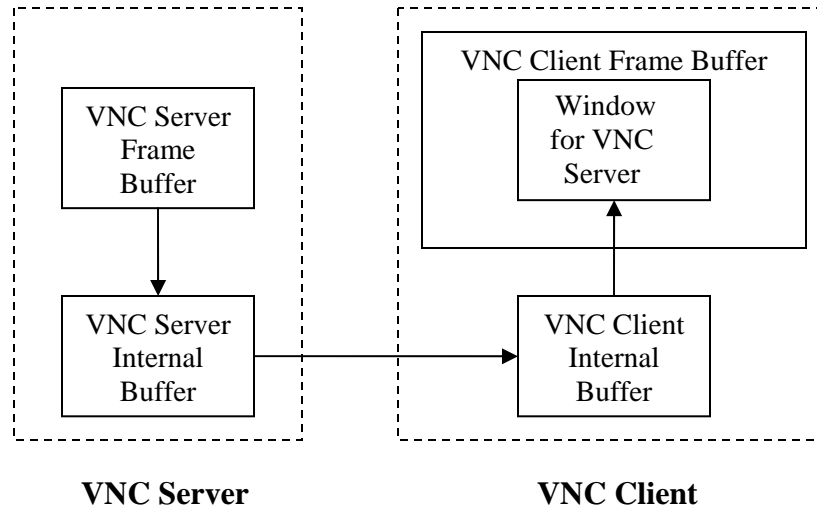 VNC Server
Frame
Buffer
VNC Server
Internal
Buffer
VNC Server
VNC Client Frame Buffer
Window
for VNC
Server
VNC Client
Internal
Buffer
VNC Client